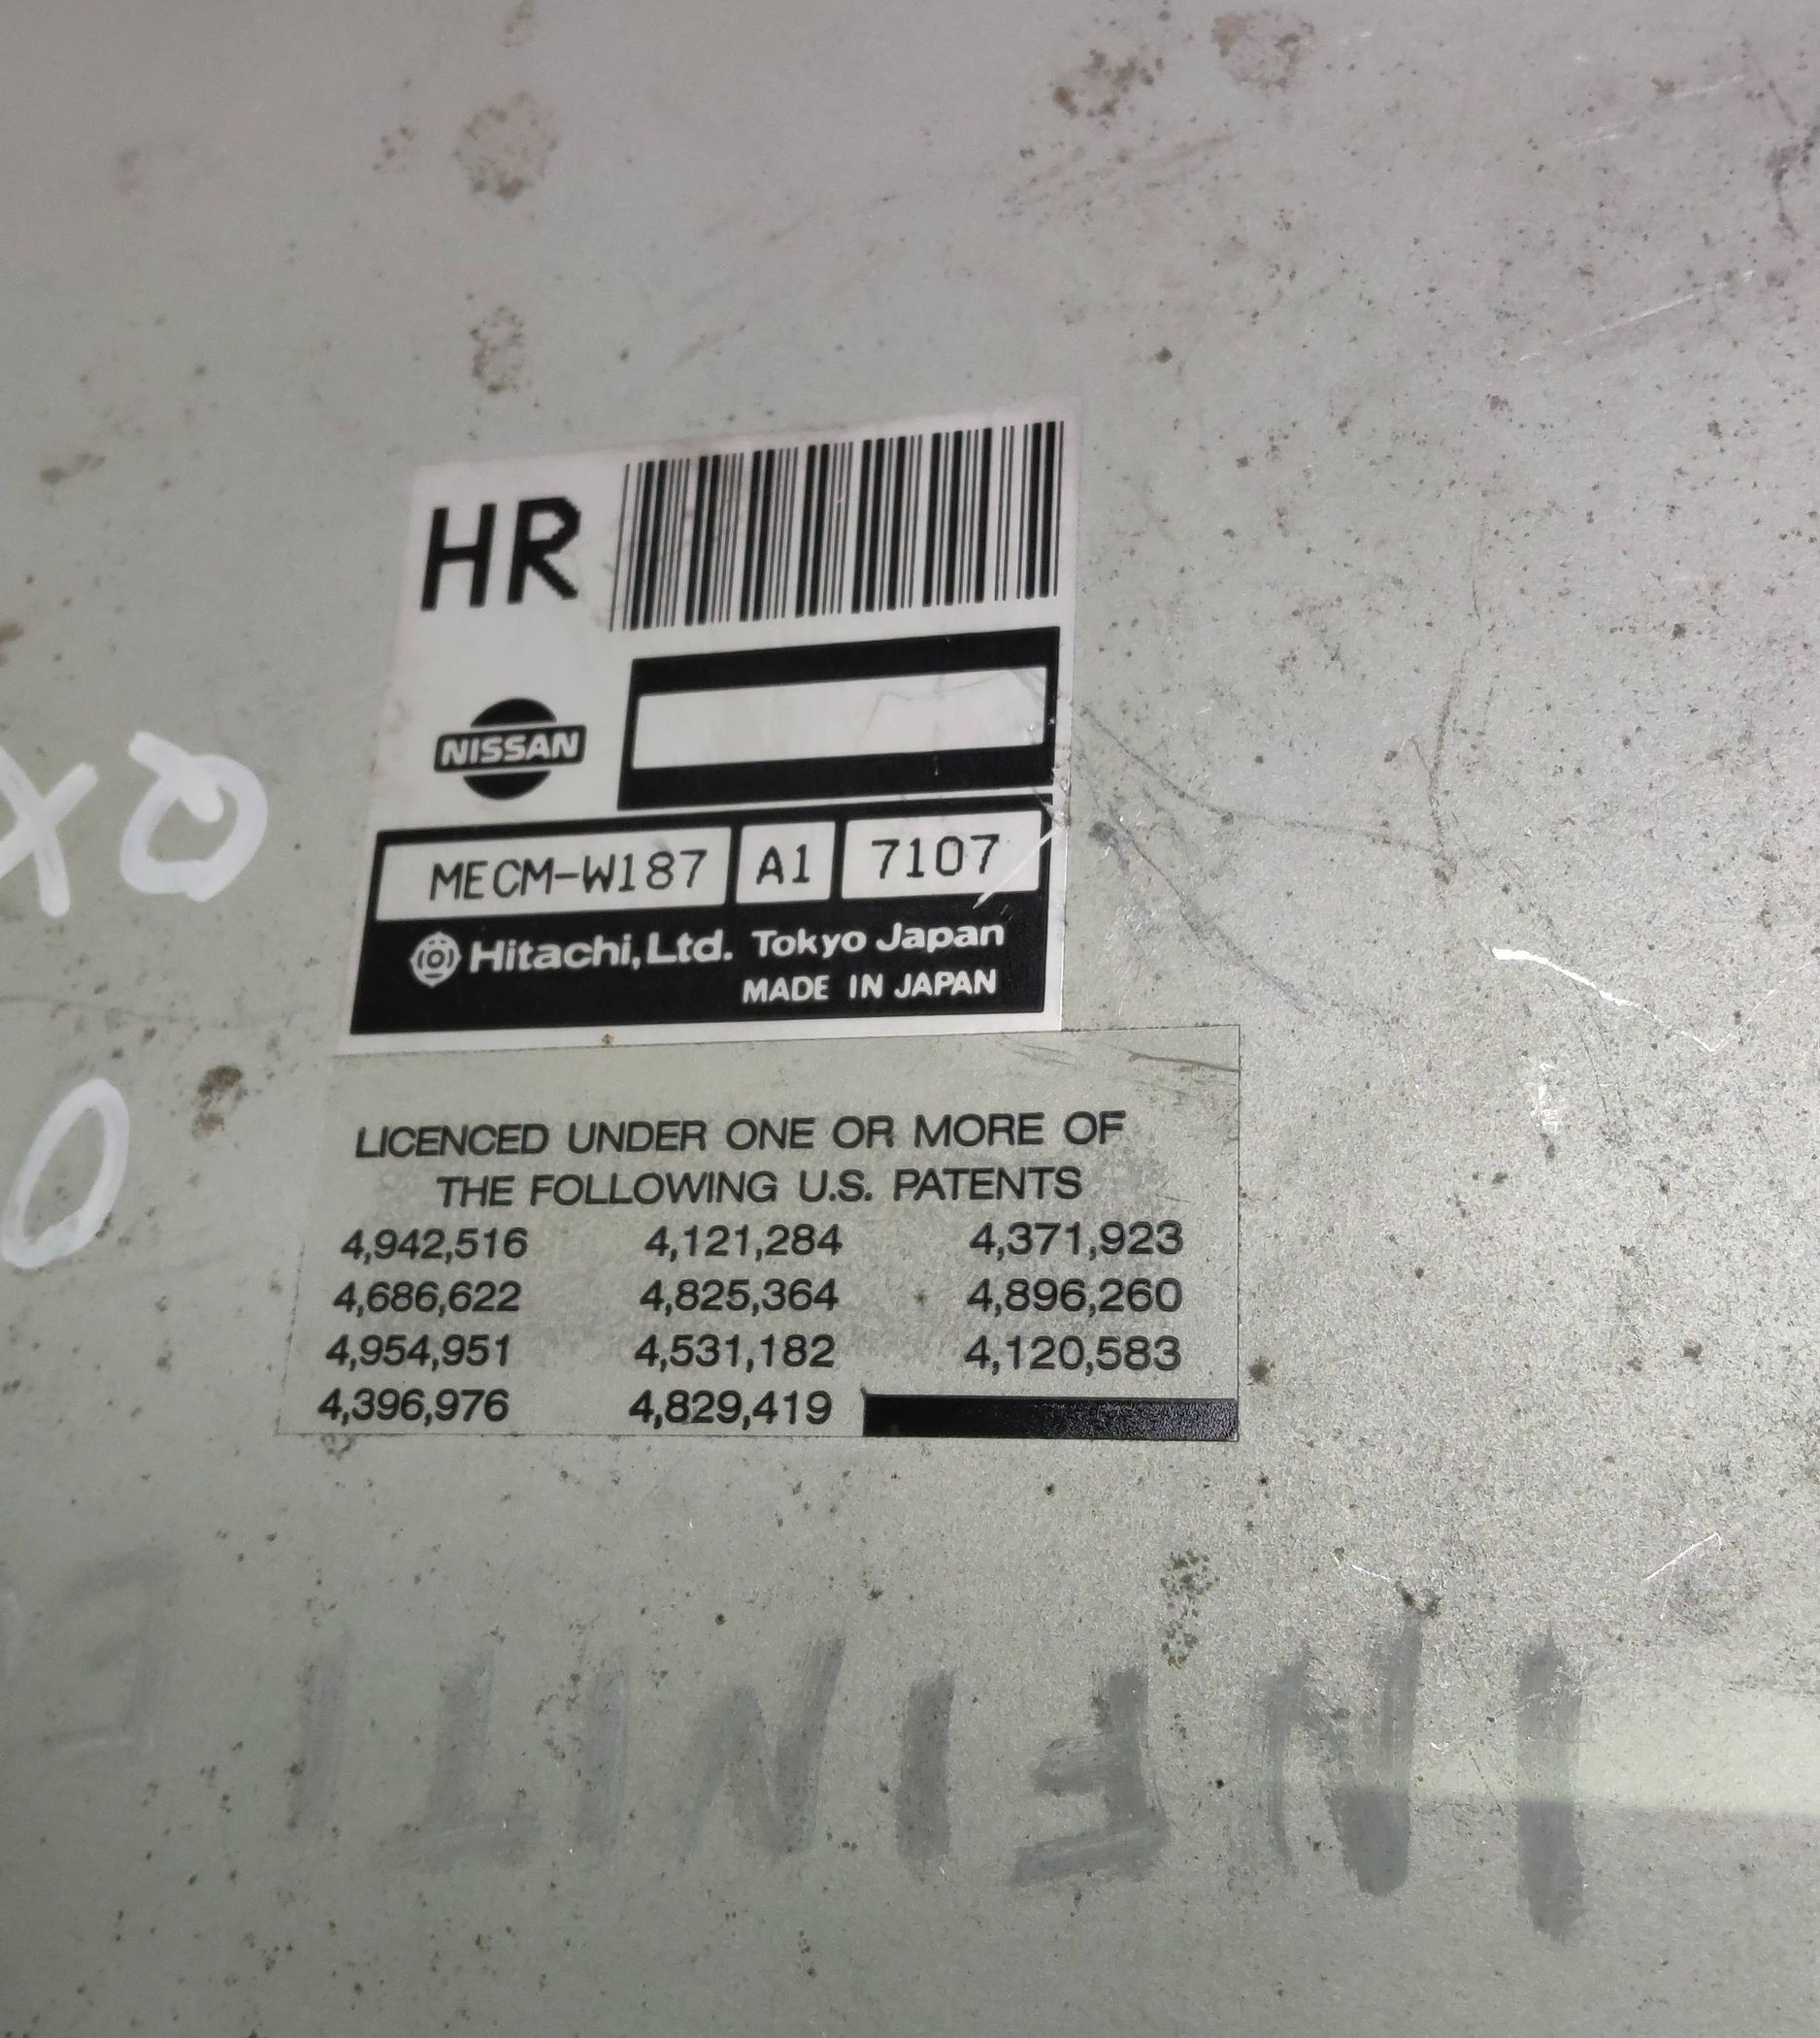 HR
NISSAN
MECM-W187 A1 7107
Hitachi, Ltd. Tokyo Japan
MADE IN JAPAN
LICENCED UNDER ONE OR MORE OF
THE FOLLOWING U.S. PATENTS
4,942,516 4,121,284 4,371,923
4,686,622 4,825,364 4,896,260
4,954,951 4,531,182 4,120,583
4,396,976 4,829,419
INFINITI